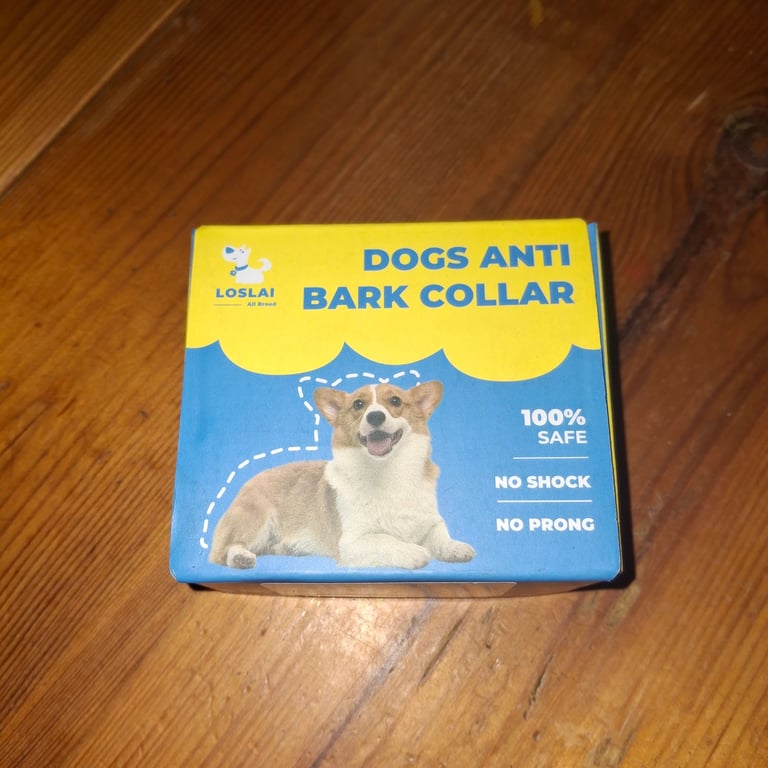 LOSLAI
All Breed
DOGS ANTI
BARK COLLAR
100%
SAFE
NO SHOCK
NO PRONG